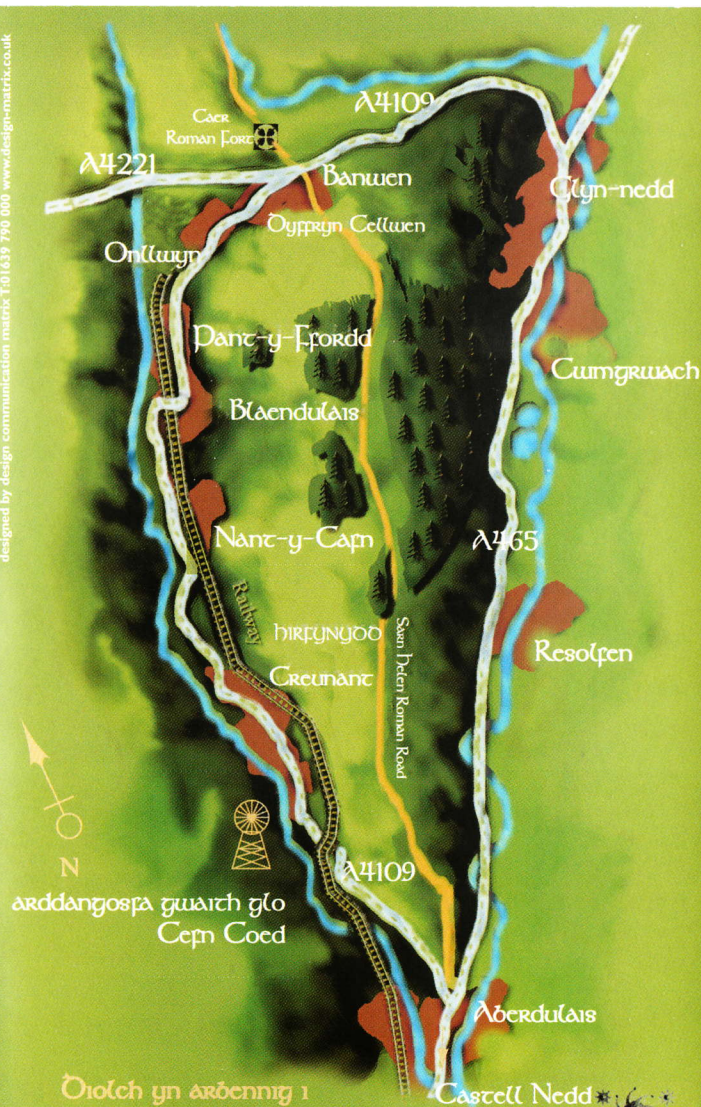 designed by design communication matrix T:01639 790 000 www.design-matrix.co.uk
A4109
Caer
Roman Fort
A4221
Banwen
Glyn-nedd
Dyffryn Cellwen
Onllwyn
Pant-y-Ffordd
Cwmgrwach
Blaendulais
Nant-y-Cafn
A465
Railway
hirfynydd
Sarn Helen Roman Road
Resolfen
Creunant
N
A4109
arddangosfa gwaith glo
Cefn Coed
Aberdulais
Diolch yn arbennig i
Castell Nedd